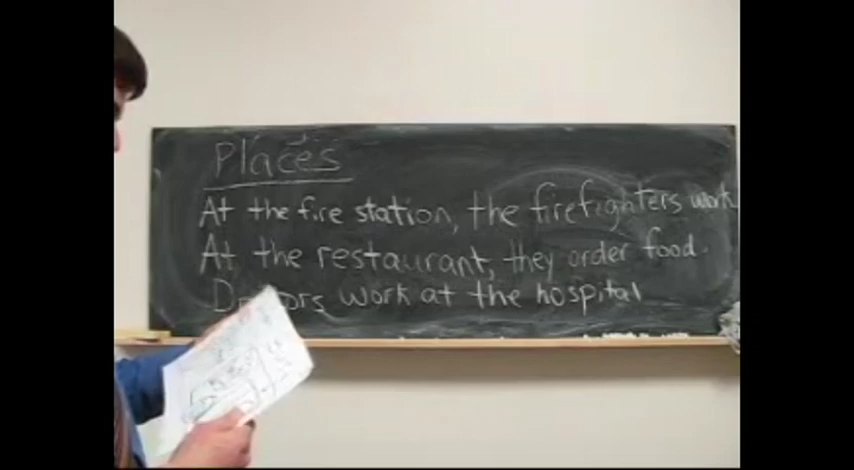 Places
At the fire station, the firefighters work
At the restaurant, they order food.
work at the hospital